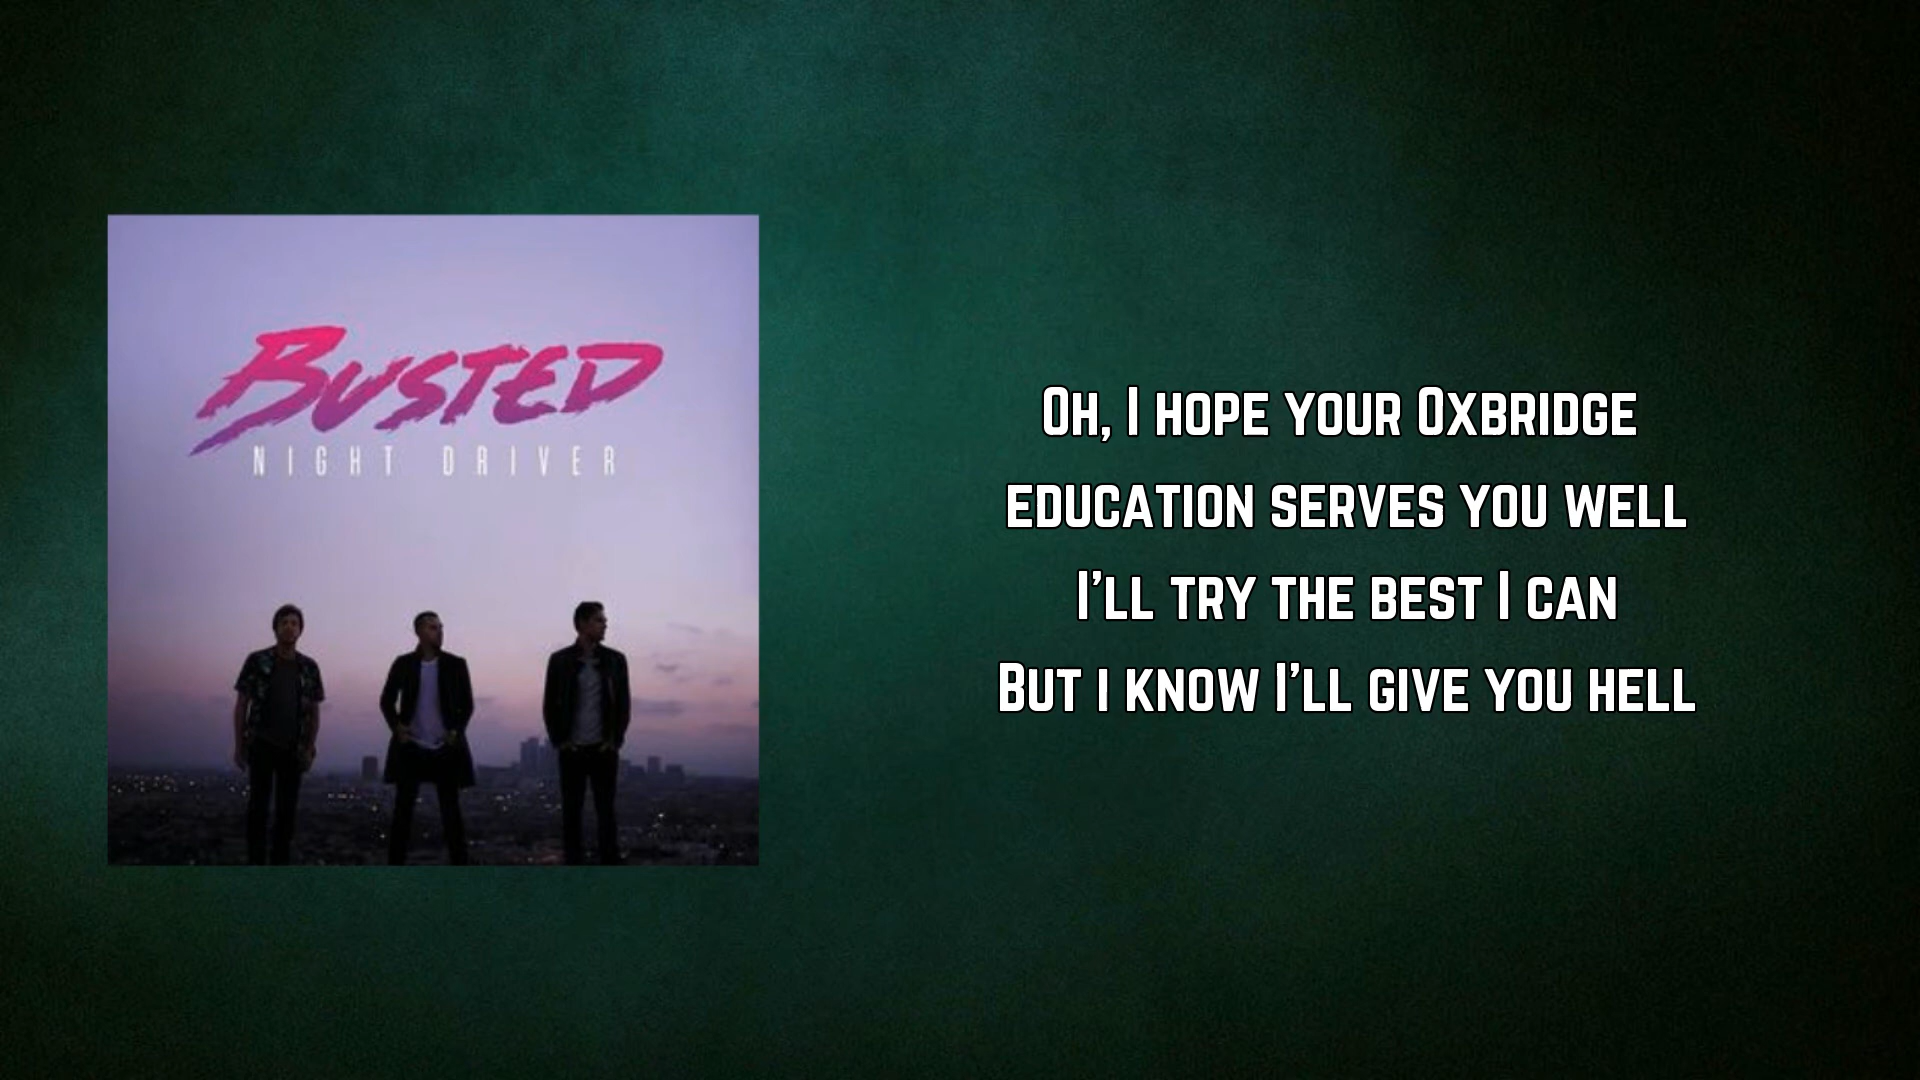 BUSTED
NIGHT DRIVER
Oh, I hope your Oxbridge
education serves you well
I'll try the best I can
But i know I'll give you hell